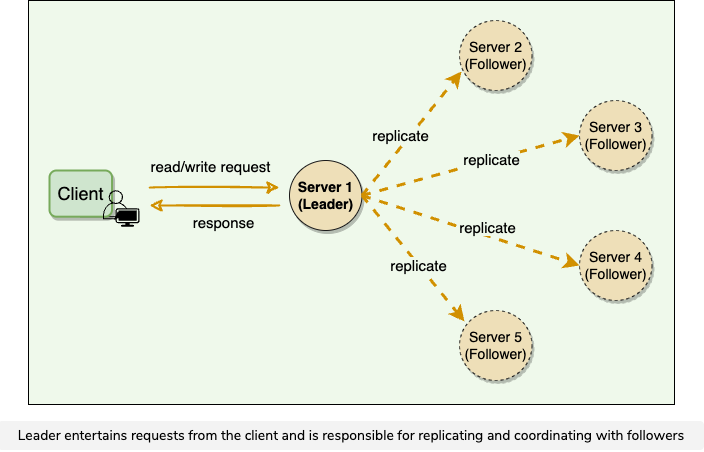 Client
read/write request
response
Server 1
(Leader)
replicate
replicate
replicate
replicate
Server 2
(Follower)
Server 3
(Follower)
Server 4
(Follower)
Server 5
(Follower)
Leader entertains requests from the client and is responsible for replicating and coordinating with followers